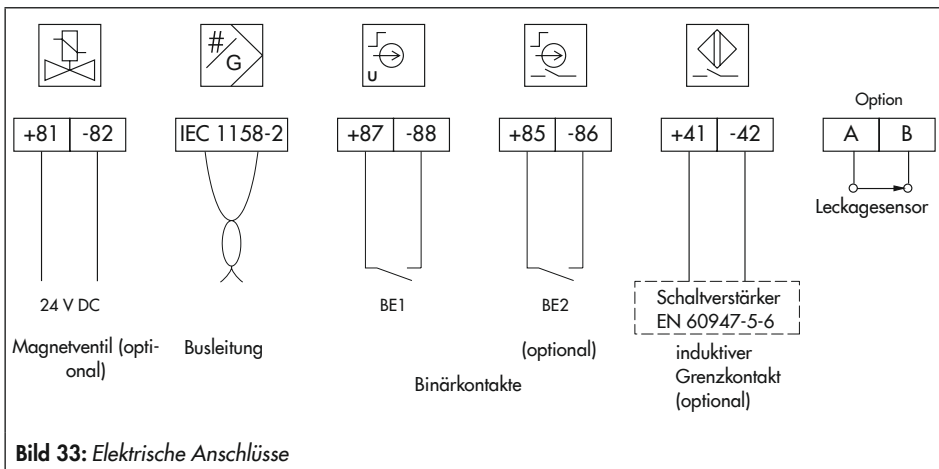 #/G
U
Option
+81 -82
IEC 1158-2
+87 -88
+85 -86
+41 -42
A B
Leckagesensor
24 V DC
BE1
BE2
Schaltverstärker
EN 60947-5-6
Magnetventil (opti-
onal)
Busleitung
(optional)
Binärkontakte
induktiver
Grenzkontakt
(optional)
Bild 33: Elektrische Anschlüsse